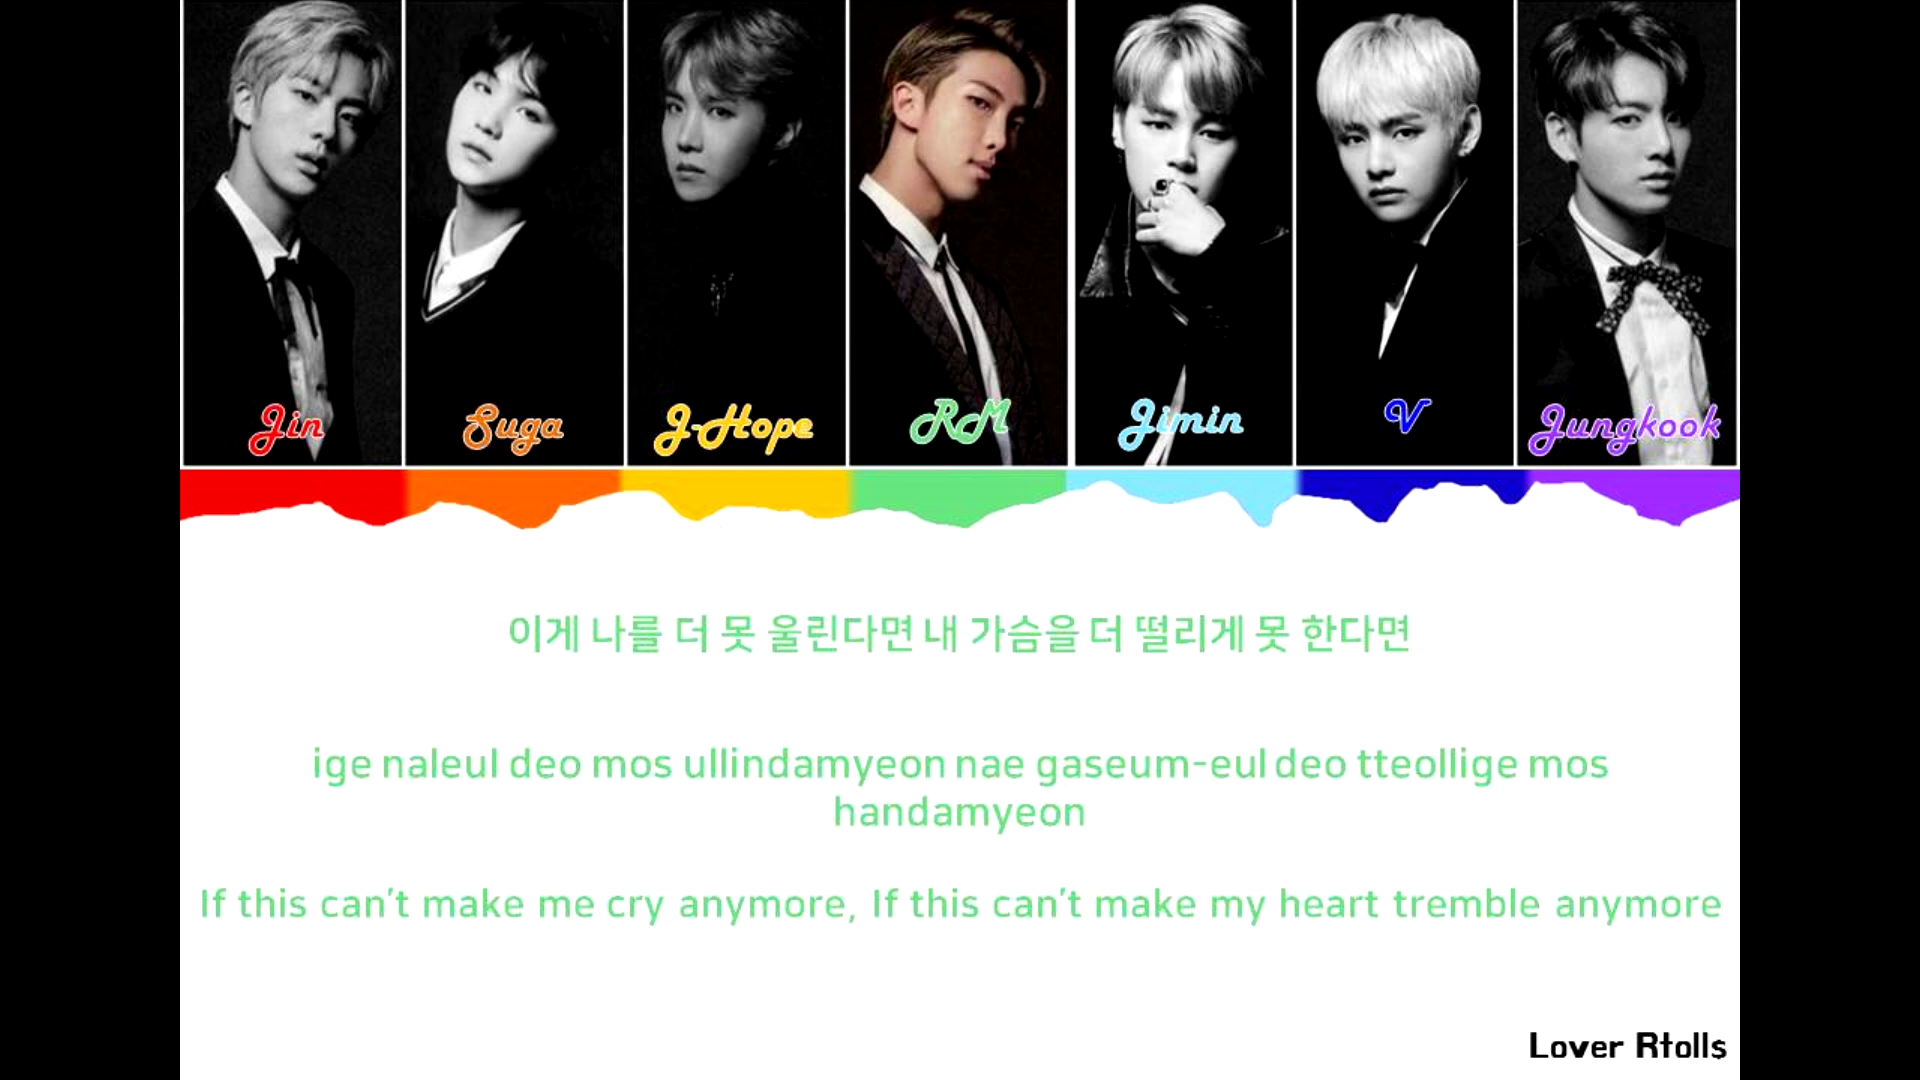 Jin
Suga
J-Hope
RM
Jimin
V
Jungkook
이게 나를 더 못 울린다면 내 가슴을 더 떨리게 못 한다면
ige naleul deo mos ullindamyeon nae gaseum-eul deo tteollige mos
handamyeon
If this can't make me cry anymore, If this can't make my heart tremble anymore
Lover Rtolls